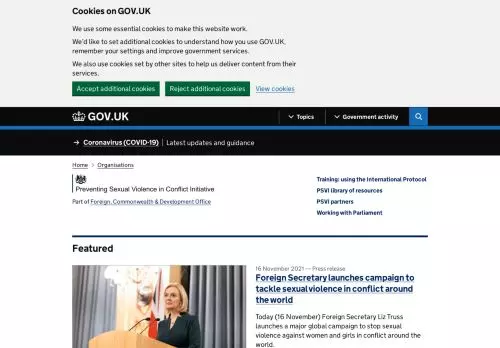 Cookies on GOV.UK
We use some essential cookies to make this website work.
We'd like to set additional cookies to understand how you use GOV.UK,
remember your settings and improve government services.
We also use cookies set by other sites to help us deliver content from their
services.
Accept additional cookies
Reject additional cookies
View cookies
GOV.UK
Topics
Government activity
→ Coronavirus (COVID-19) | Latest updates and guidance
Home > Organisations
Preventing Sexual Violence in Conflict Initiative
Part of Foreign, Commonwealth & Development Office
Training: using the International Protocol
PSVI library of resources
PSVI partners
Working with Parliament
Featured
16 November 2021 — Press release
Foreign Secretary launches campaign to
tackle sexual violence in conflict around
the world
Today (16 November) Foreign Secretary Liz Truss
launches a major global campaign to stop sexual
violence against women and girls in conflict around
the world.